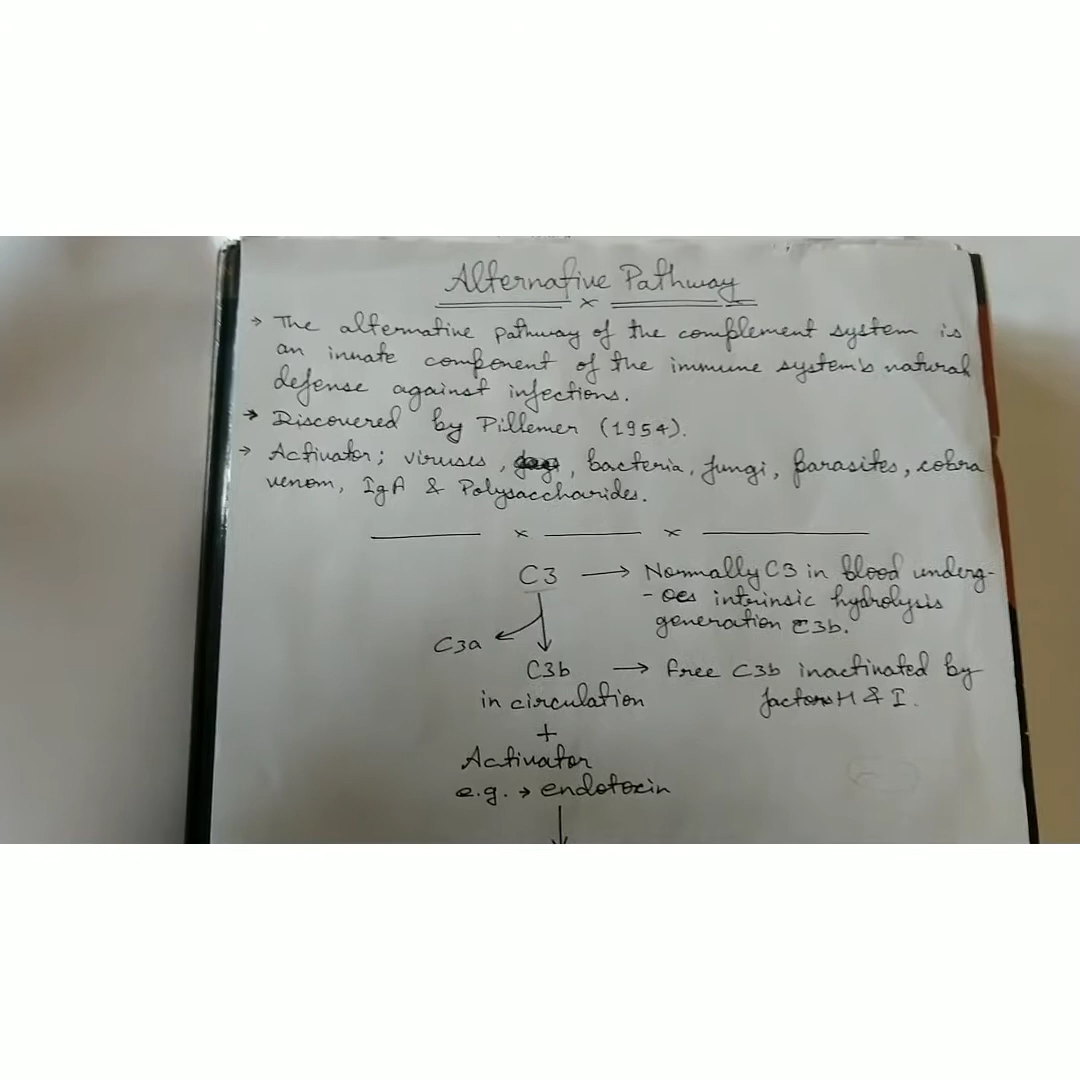 Alternative Pathway
x
→ The alternative pathway of the complement system is
an innate component of the immune system's natural
defense against infections.
→ Discovered by Pillemer (1954).
→ Activator; viruses, , bacteria, fungi, parasites, cobra
venom, IgA & Polysaccharides.
x x
C3 → Normally C3 in blood underg-
-oes intrinsic hydrolysis
generation C3b.
C3a
C3b → free C3b inactivated by
in circulation factors H & I.
+
Activator
e.g. → endotoxin